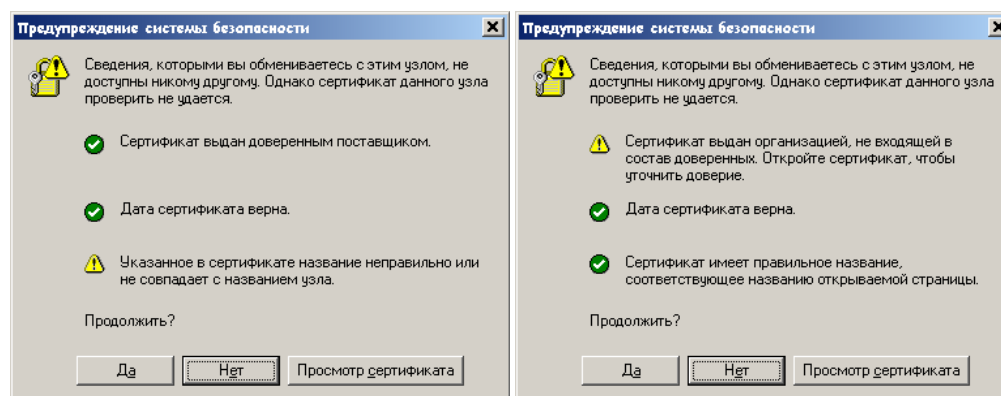 Предупреждение системы безопасности
Сведения, которыми вы обмениваетесь с этим узлом, не
доступны никому другому. Однако сертификат данного узла
проверить не удается.
Сертификат выдан доверенным поставщиком.
Дата сертификата верна.
Указанное в сертификате название неправильно или
не совпадает с названием узла.
Продолжить?
Да
Нет
Просмотр сертификата
Предупреждение системы безопасности
Сведения, которыми вы обмениваетесь с этим узлом, не
доступны никому другому. Однако сертификат данного узла
проверить не удается.
Сертификат выдан организацией, не входящей в
состав доверенных. Откройте сертификат, чтобы
уточнить доверие.
Дата сертификата верна.
Сертификат имеет правильное название,
соответствующее названию открываемой страницы.
Продолжить?
Да
Нет
Просмотр сертификата